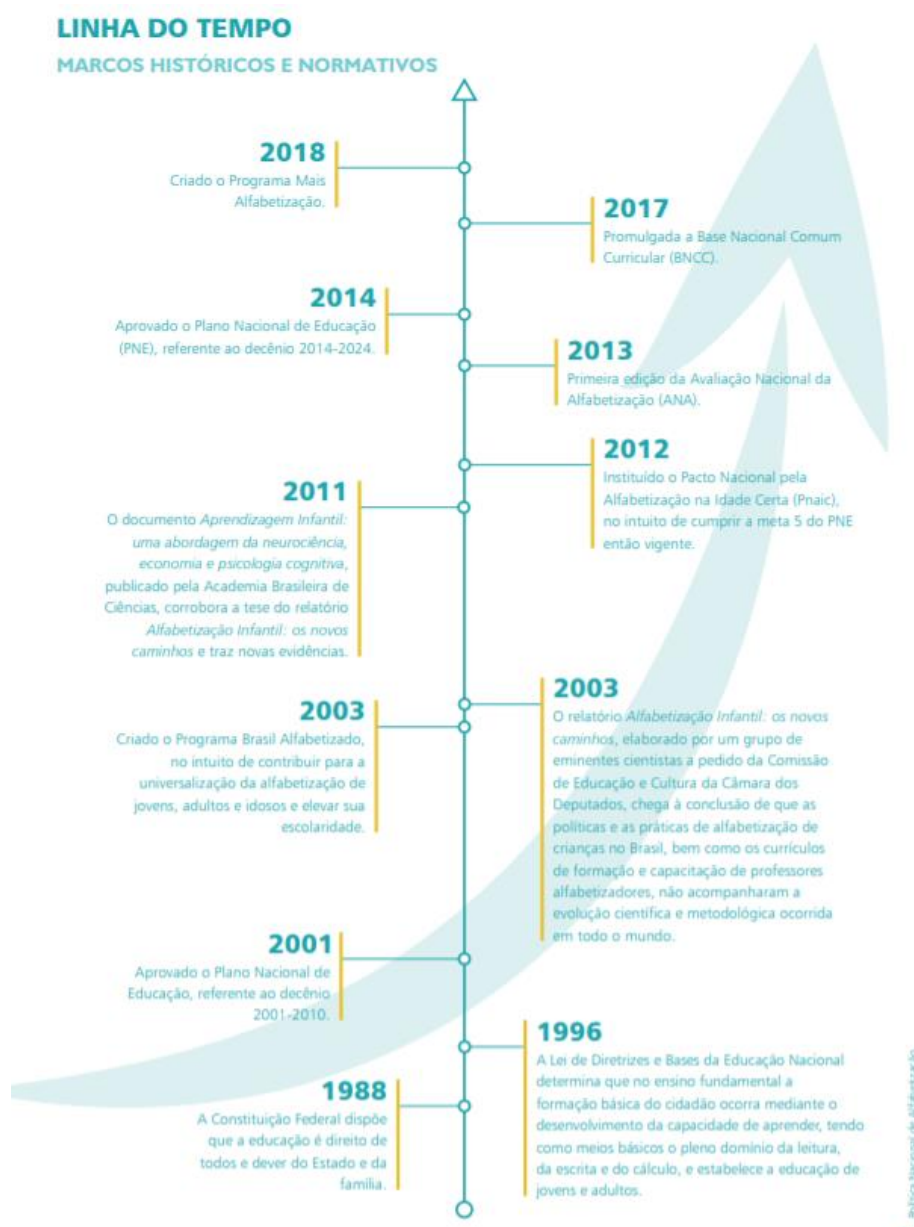 LINHA DO TEMPO
MARCOS HISTÓRICOS E NORMATIVOS
2018
Criado o Programa Mais
Alfabetização.
2017
Promulgada a Base Nacional Comum
Curricular (BNCC).
2014
Aprovado o Plano Nacional de Educação
(PNE), referente ao decênio 2014-2024.
2013
Primeira edição da Avaliação Nacional da
Alfabetização (ANA).
2012
Instituído o Pacto Nacional pela
Alfabetização na Idade Certa (Pnaic),
no intuito de cumprir a meta 5 do PNE
então vigente.
2011
O documento Aprendizagem Infantil:
uma abordagem da neurociência,
economia e psicologia cognitiva,
publicado pela Academia Brasileira de
Ciências, corrobora a tese do relatório
Alfabetização Infantil: os novos
caminhos e traz novas evidências.
2003
O relatório Alfabetização Infantil: os novos
caminhos, elaborado por um grupo de
eminentes cientistas a pedido da Comissão
de Educação e Cultura da Câmara dos
Deputados, chega à conclusão de que as
políticas e as práticas de alfabetização de
crianças no Brasil, bem como os currículos
de formação e capacitação de professores
alfabetizadores, não acompanharam a
evolução científica e metodológica ocorrida
em todo o mundo.
2003
Criado o Programa Brasil Alfabetizado,
no intuito de contribuir para a
universalização da alfabetização de
jovens, adultos e idosos e elevar sua
escolaridade.
2001
Aprovado o Plano Nacional de
Educação, referente ao decênio
2001-2010.
1996
A Lei de Diretrizes e Bases da Educação Nacional
determina que no ensino fundamental a
formação básica do cidadão ocorra mediante o
desenvolvimento da capacidade de aprender, tendo
como meios básicos o pleno domínio da leitura,
da escrita e do cálculo, e estabelece a educação de
jovens e adultos.
1988
A Constituição Federal dispõe
que a educação é direito de
todos e dever do Estado e da
família.